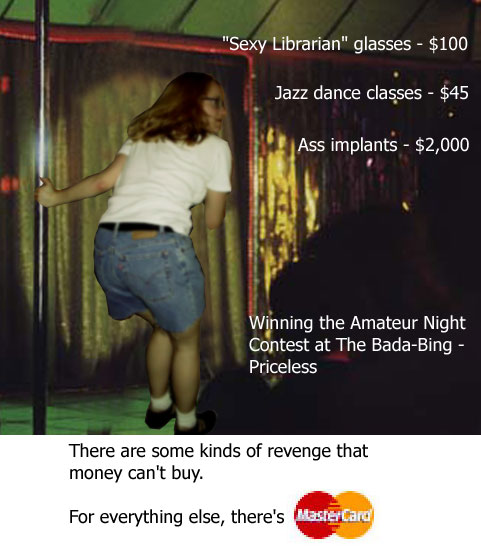 "Sexy Librarian" glasses - $100
Jazz dance classes - $45
Ass implants - $2,000
Winning the Amateur Night
Contest at The Bada-Bing -
Priceless
There are some kinds of revenge that
money can't buy.
For everything else, there's MasterCard